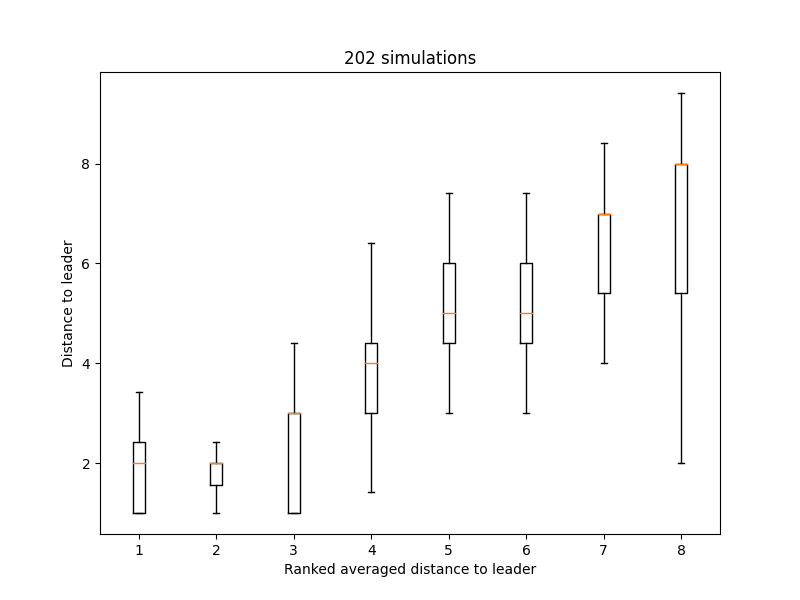 202 simulations
Distance to leader
8
6
4
2
1 2 3 4 5 6 7 8
Ranked averaged distance to leader